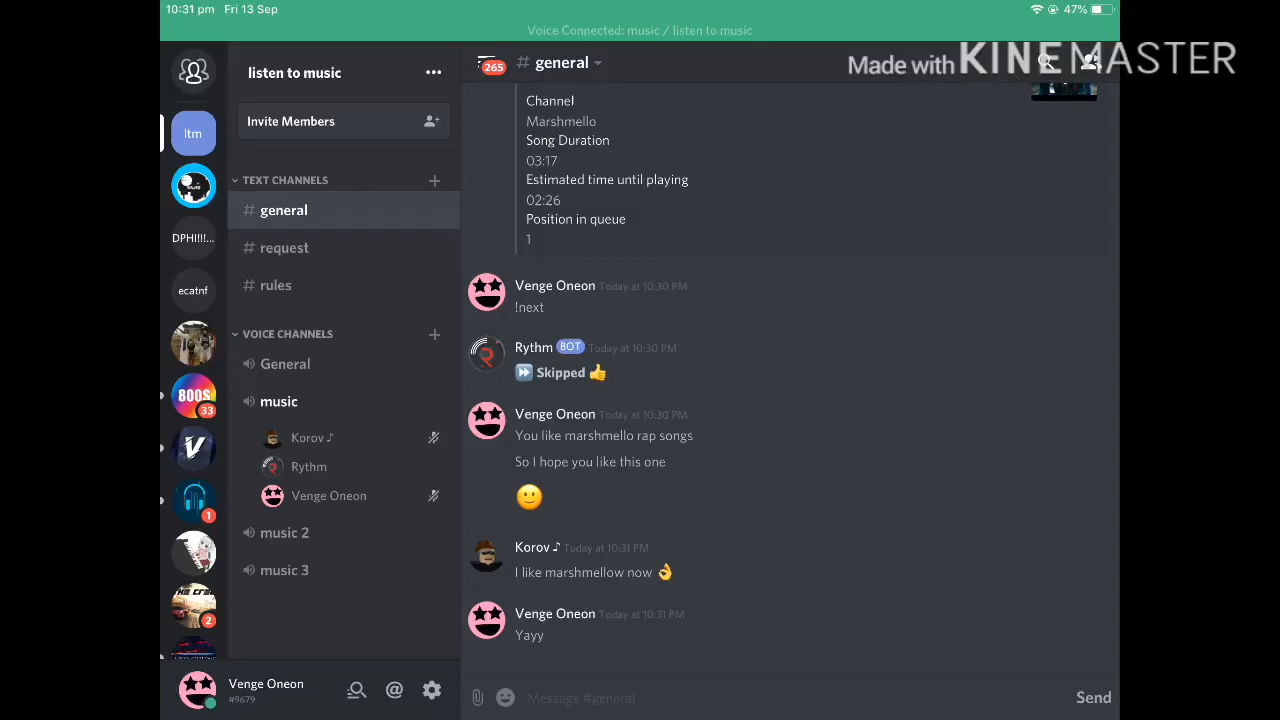 10:31 pm Fri 13 Sep
47%
Voice Connected: music / listen to music
Made with KINEMASTER
listen to music
Invite Members
TEXT CHANNELS
# general
# request
# rules
VOICE CHANNELS
General
music
Korov ♪
Rythm
Venge Oneon
music 2
music 3
ltm
DPHI!!!!...
ecatnf
800S
33
1
2
Venge Oneon
#9679
265
# general
Channel
Marshmello
Song Duration
03:17
Estimated time until playing
02:26
Position in queue
1
Venge Oneon Today at 10:30 PM
!next
Rythm BOT Today at 10:30 PM
⏩ Skipped 👍
Venge Oneon Today at 10:30 PM
You like marshmello rap songs
So I hope you like this one
🙂
Korov ♪ Today at 10:31 PM
I like marshmellow now 👌
Venge Oneon Today at 10:31 PM
Yayy
Message #general
Send